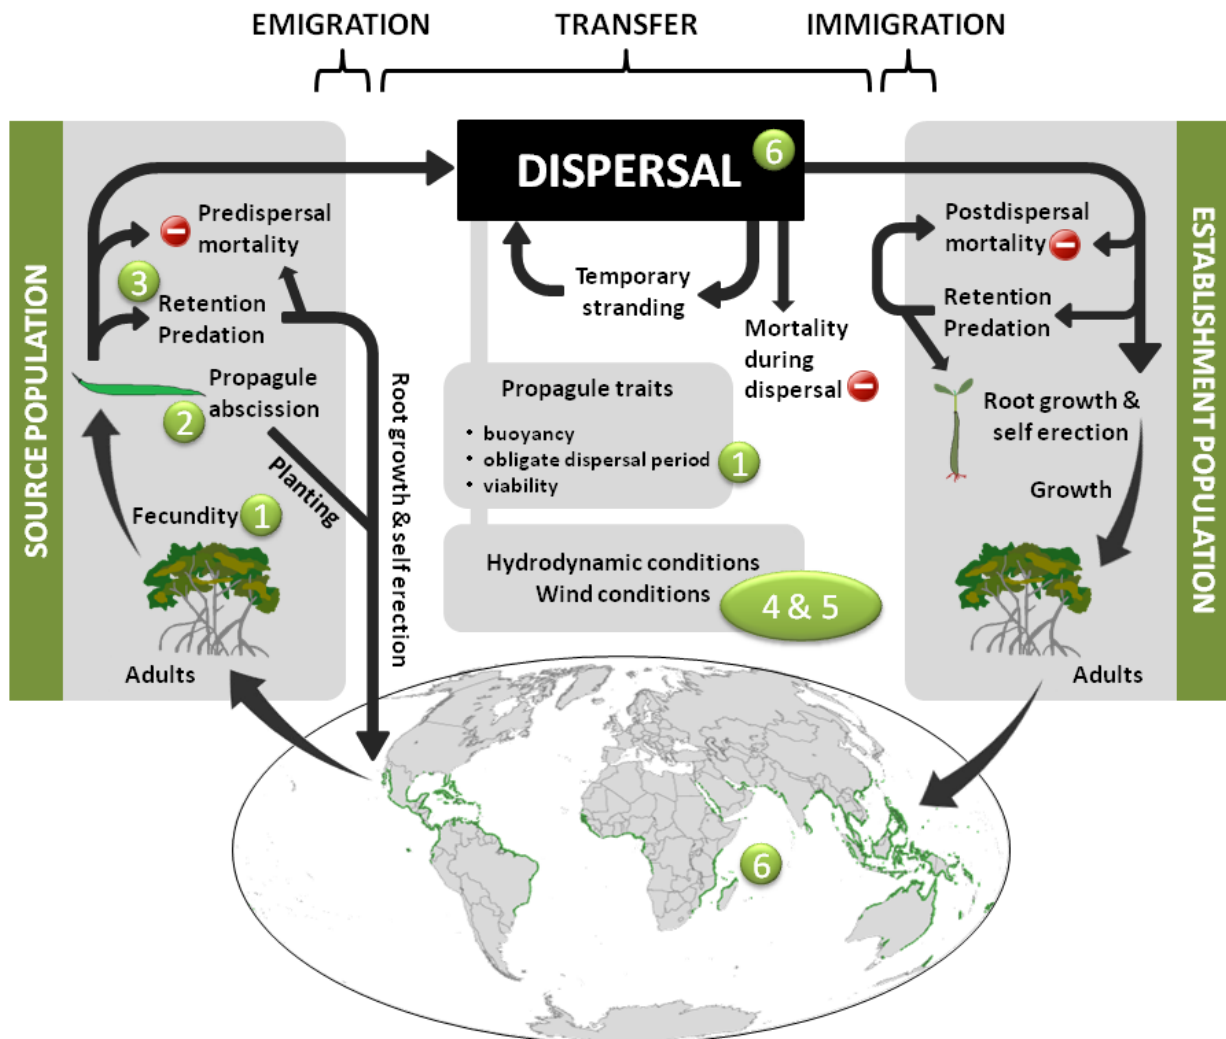 EMIGRATION
TRANSFER
IMMIGRATION
SOURCE POPULATION
Predispersal
mortality
3
Retention
Predation
Propagule
abscission
2
Planting
Fecundity
1
Adults
Root growth & self erection
DISPERSAL
6
Temporary
stranding
Mortality
during
dispersal
Propagule traits
• buoyancy
• obligate dispersal period
• viability
1
Hydrodynamic conditions
Wind conditions
4 & 5
Postdispersal
mortality
Retention
Predation
Root growth &
self erection
Growth
Adults
ESTABLISHMENT POPULATION
6